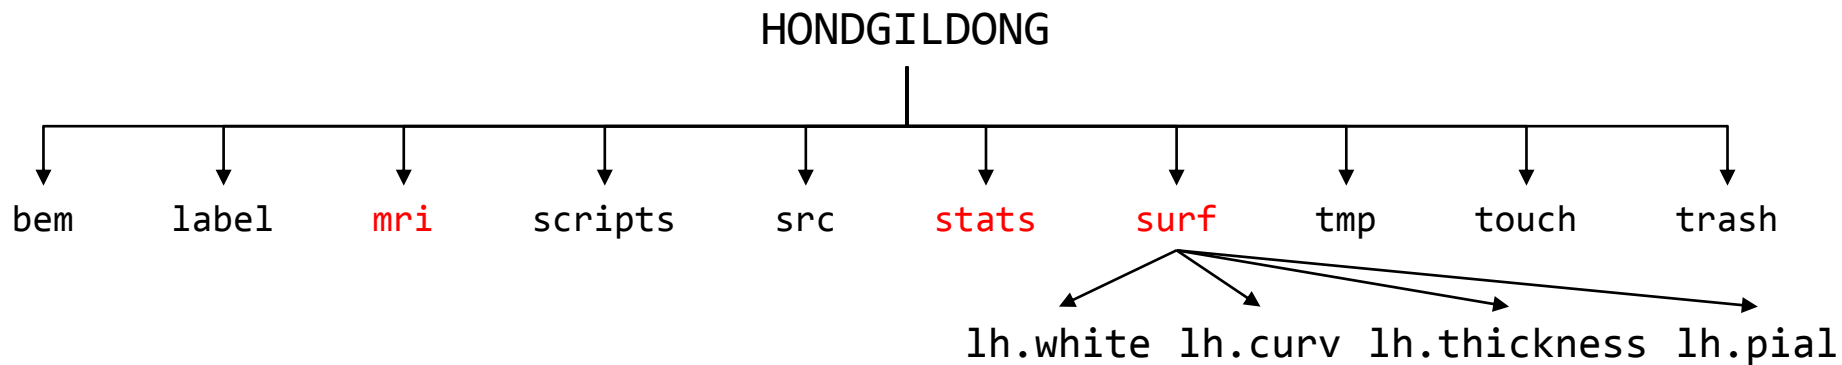 HONDGILDONG
bem label mri scripts src stats surf tmp touch trash
lh.white lh.curv lh.thickness lh.pial